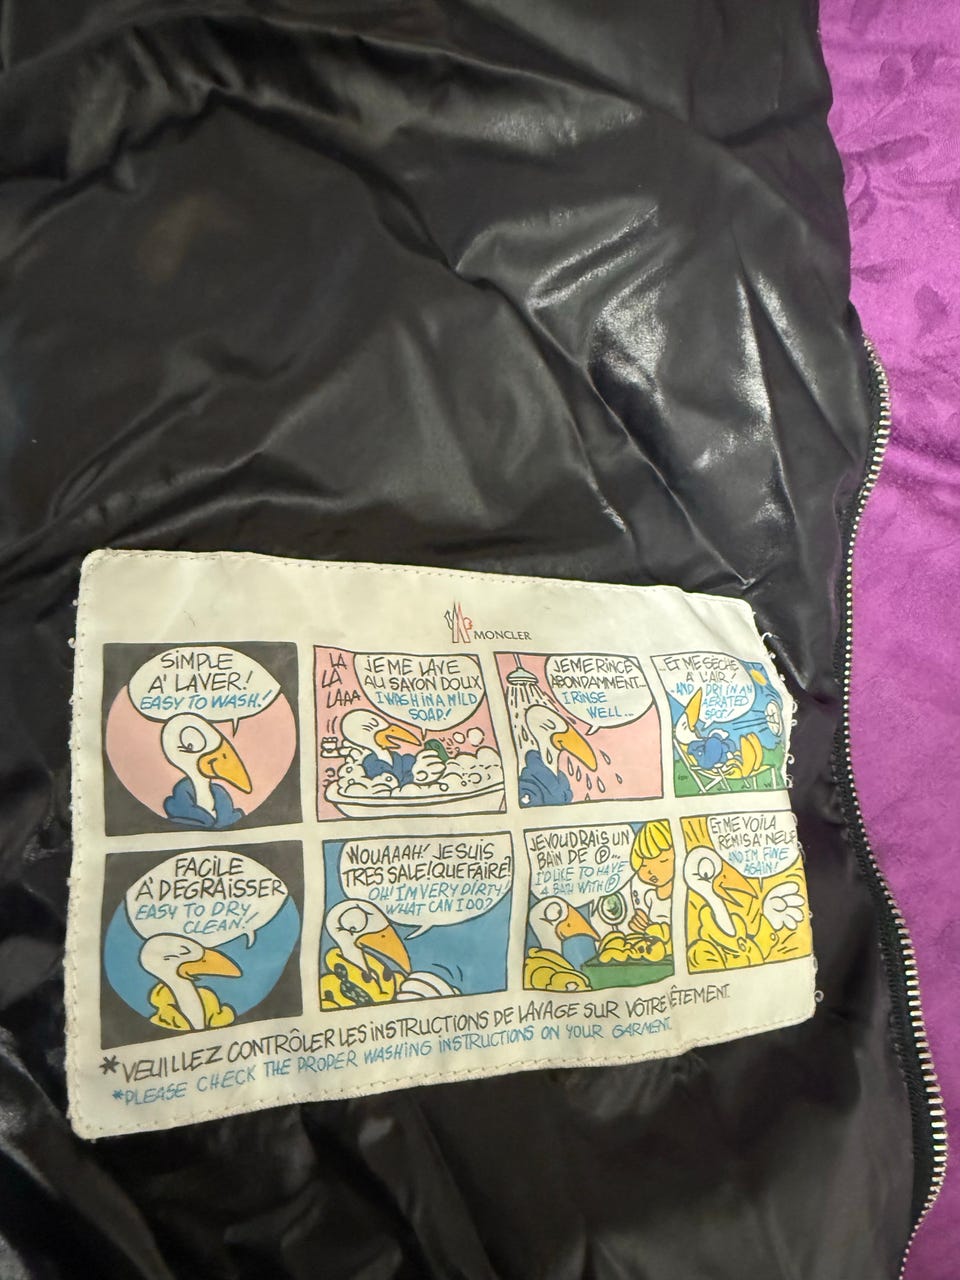 MONCLER
SIMPLE
A' LAVER!
EASY TO WASH!
LA
LA
LAAA
JE ME LAVE
AU SAVON DOUX
I WASH IN A MILD
SOAP!
JE ME RINCE
ABONDAMMENT...
I RINSE
WELL...
...ET ME SECHE
A' L'AIR!
AND DRY IN AN
AERATED
SPOT!
FACILE
A' DEGRAISSER
EASY TO DRY
CLEAN!
WOUAAAH! JE SUIS
TRES SALE! QUE FAIRE?
OH! I'M VERY DIRTY
WHAT CAN I DO?
JE VOUDRAIS UN
BAIN DE P...
I'D LIKE TO HAVE
A BATH WITH P
ET ME VOILA
REMIS A' NEUF
AND I'M FINE
AGAIN!
*VEUILLEZ CONTRÔLER LES INSTRUCTIONS DE LAVAGE SUR VÔTRE VÊTEMENT.
*PLEASE CHECK THE PROPER WASHING INSTRUCTIONS ON YOUR GARMENT.